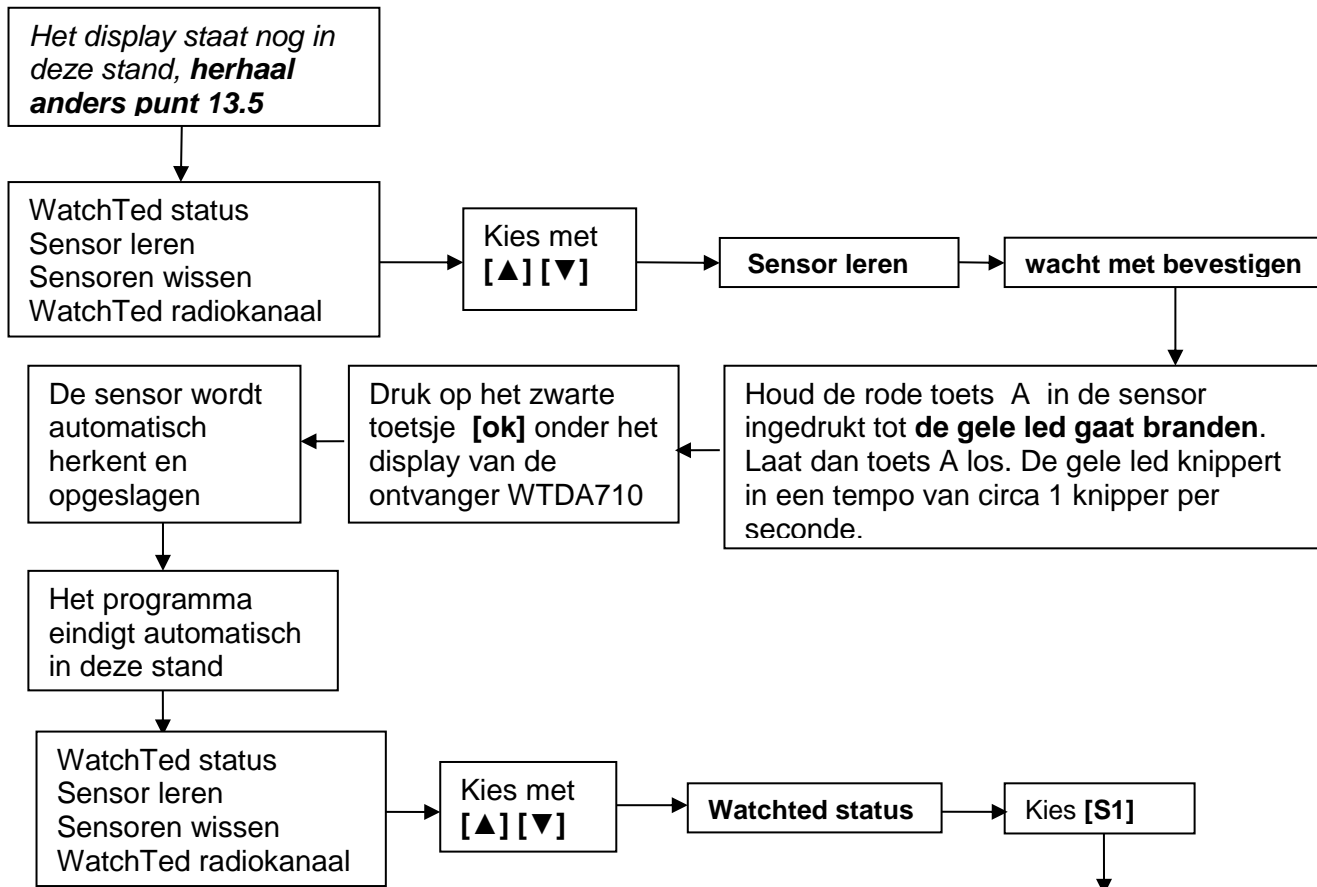 Het display staat nog in
deze stand, herhaal
anders punt 13.5
WatchTed status
Sensor leren
Sensoren wissen
WatchTed radiokanaal
Kies met
[▲] [▼]
Sensor leren
wacht met bevestigen
Houd de rode toets A in de sensor
ingedrukt tot de gele led gaat branden.
Laat dan toets A los. De gele led knippert
in een tempo van circa 1 knipper per
seconde.
Druk op het zwarte
toetsje [ok] onder het
display van de
ontvanger WTDA710
De sensor wordt
automatisch
herkent en
opgeslagen
Het programma
eindigt automatisch
in deze stand
WatchTed status
Sensor leren
Sensoren wissen
WatchTed radiokanaal
Kies met
[▲] [▼]
Watchted status
Kies [S1]